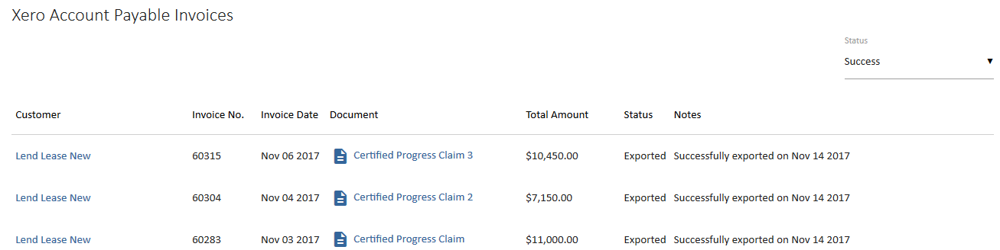 Xero Account Payable Invoices
Status
Success
Customer Invoice No. Invoice Date Document Total Amount Status Notes
Lend Lease New 60315 Nov 06 2017 Certified Progress Claim 3 $10,450.00 Exported Successfully exported on Nov 14 2017
Lend Lease New 60304 Nov 04 2017 Certified Progress Claim 2 $7,150.00 Exported Successfully exported on Nov 14 2017
Lend Lease New 60283 Nov 03 2017 Certified Progress Claim $11,000.00 Exported Successfully exported on Nov 14 2017